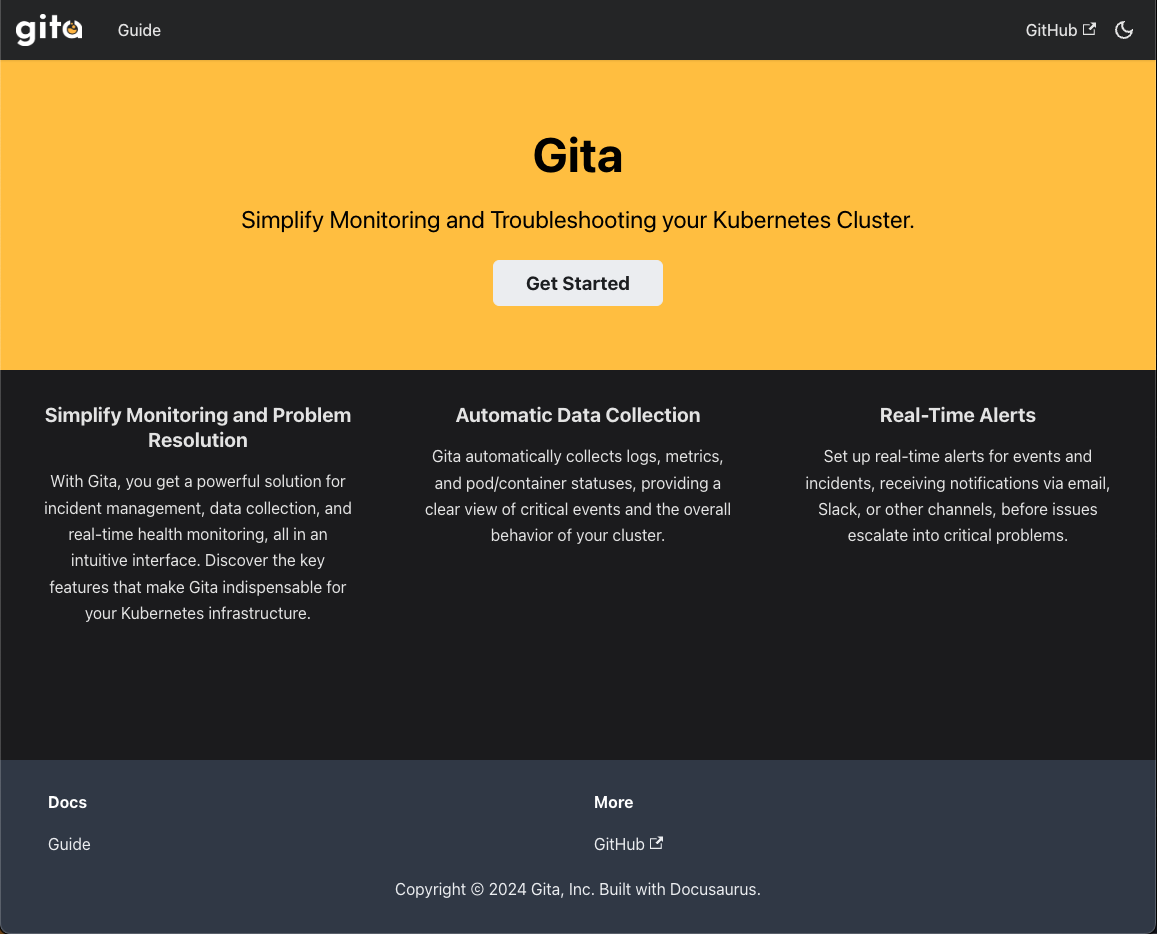 gita
Guide
GitHub
Gita
Simplify Monitoring and Troubleshooting your Kubernetes Cluster.
Get Started
Simplify Monitoring and Problem
Resolution
With Gita, you get a powerful solution for
incident management, data collection, and
real-time health monitoring, all in an
intuitive interface. Discover the key
features that make Gita indispensable for
your Kubernetes infrastructure.
Automatic Data Collection
Gita automatically collects logs, metrics,
and pod/container statuses, providing a
clear view of critical events and the overall
behavior of your cluster.
Real-Time Alerts
Set up real-time alerts for events and
incidents, receiving notifications via email,
Slack, or other channels, before issues
escalate into critical problems.
Docs
Guide
More
GitHub
Copyright © 2024 Gita, Inc. Built with Docusaurus.